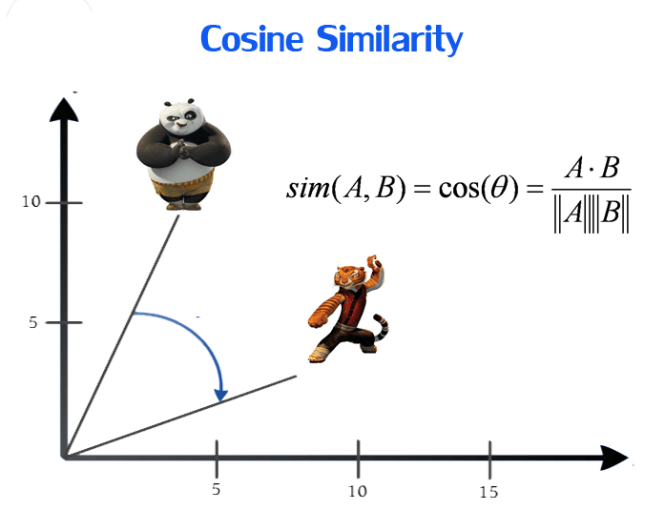 Cosine Similarity
sim(A, B) = cos(θ) = A · B / ‖A‖‖B‖
10
5
5
10
15